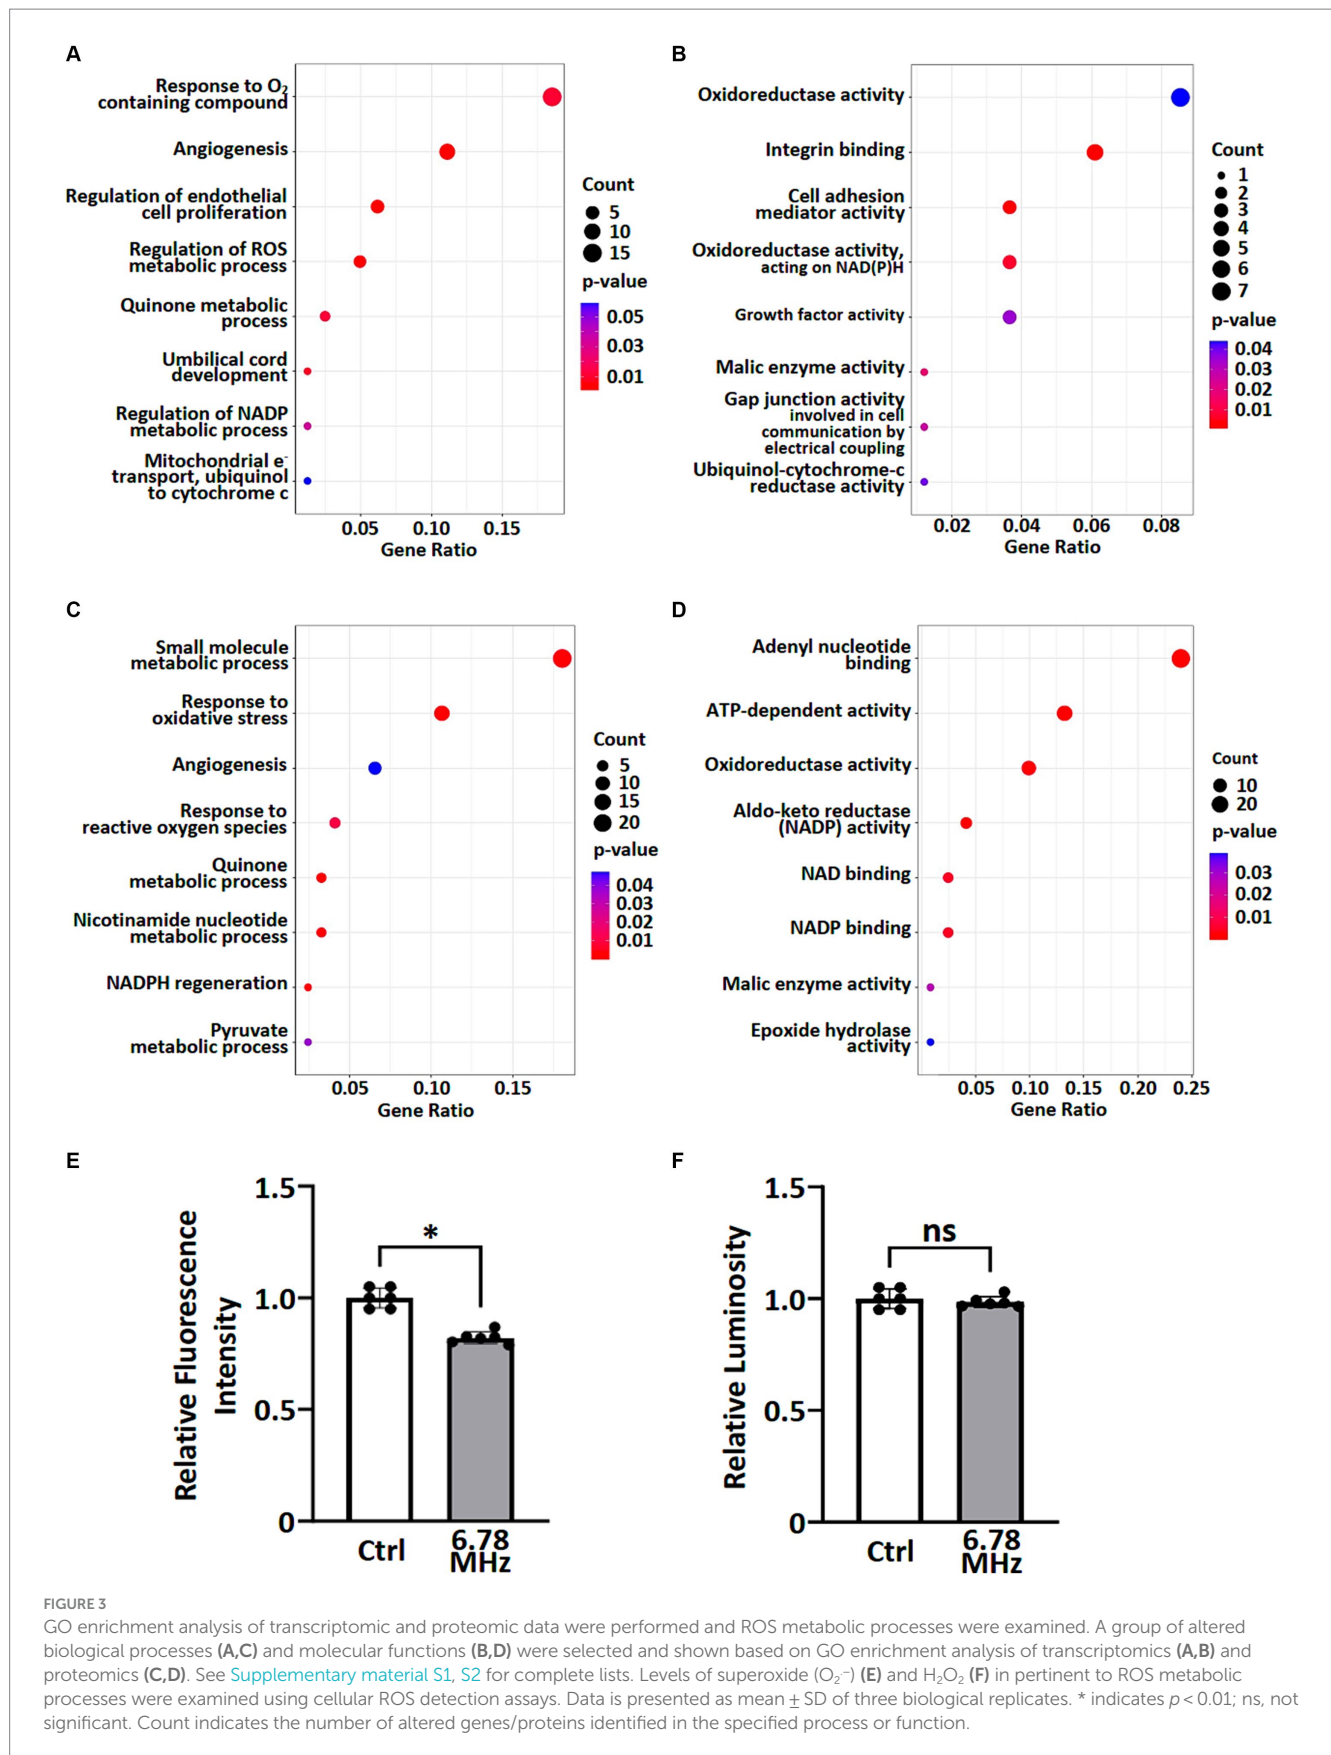 A
Response to O2
containing compound
Angiogenesis
Regulation of endothelial
cell proliferation
Regulation of ROS
metabolic process
Quinone metabolic
process
Umbilical cord
development
Regulation of NADP
metabolic process
Mitochondrial e-
transport, ubiquinol
to cytochrome c
0.05 0.10 0.15
Gene Ratio
Count
5
10
15
p-value
0.05
0.03
0.01
B
Oxidoreductase activity
Integrin binding
Cell adhesion
mediator activity
Oxidoreductase activity,
acting on NAD(P)H
Growth factor activity
Malic enzyme activity
Gap junction activity
involved in cell
communication by
electrical coupling
Ubiquinol-cytochrome-c
reductase activity
0.02 0.04 0.06 0.08
Gene Ratio
Count
1
2
3
4
5
6
7
p-value
0.04
0.03
0.02
0.01
C
Small molecule
metabolic process
Response to
oxidative stress
Angiogenesis
Response to
reactive oxygen species
Quinone
metabolic process
Nicotinamide nucleotide
metabolic process
NADPH regeneration
Pyruvate
metabolic process
0.05 0.10 0.15
Gene Ratio
Count
5
10
15
20
p-value
0.04
0.03
0.02
0.01
D
Adenyl nucleotide
binding
ATP-dependent activity
Oxidoreductase activity
Aldo-keto reductase
(NADP) activity
NAD binding
NADP binding
Malic enzyme activity
Epoxide hydrolase
activity
0.05 0.10 0.15 0.20 0.25
Gene Ratio
Count
10
20
p-value
0.03
0.02
0.01
E
Relative Fluorescence
Intensity
1.5
1.0
0.5
0
*
Ctrl
6.78
MHz
F
Relative Luminosity
1.5
1.0
0.5
0
ns
Ctrl
6.78
MHz
FIGURE 3
GO enrichment analysis of transcriptomic and proteomic data were performed and ROS metabolic processes were examined. A group of altered
biological processes (A,C) and molecular functions (B,D) were selected and shown based on GO enrichment analysis of transcriptomics (A,B) and
proteomics (C,D). See Supplementary material S1, S2 for complete lists. Levels of superoxide (O2·−) (E) and H2O2 (F) in pertinent to ROS metabolic
processes were examined using cellular ROS detection assays. Data is presented as mean ± SD of three biological replicates. * indicates p < 0.01; ns, not
significant. Count indicates the number of altered genes/proteins identified in the specified process or function.